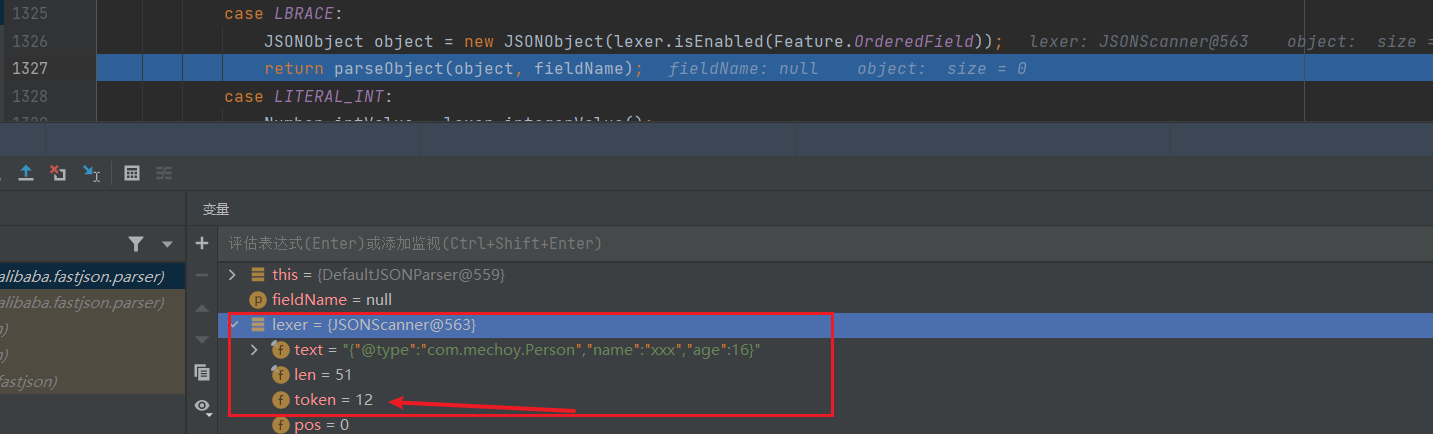 1325 case LBRACE:
1326 JSONObject object = new JSONObject(lexer.isEnabled(Feature.OrderedField)); lexer: JSONScanner@563 object: size =
1327 return parseObject(object, fieldName); fieldName: null object: size = 0
1328 case LITERAL_INT:
变量
评估表达式(Enter)或添加监视(Ctrl+Shift+Enter)
alibaba.fastjson.parser)
this = {DefaultJSONParser@559}
alibaba.fastjson.parser)
fieldName = null
lexer = {JSONScanner@563}
text = "{"@type":"com.mechoy.Person","name":"xxx","age":16}"
len = 51
fastjson)
token = 12
pos = 0